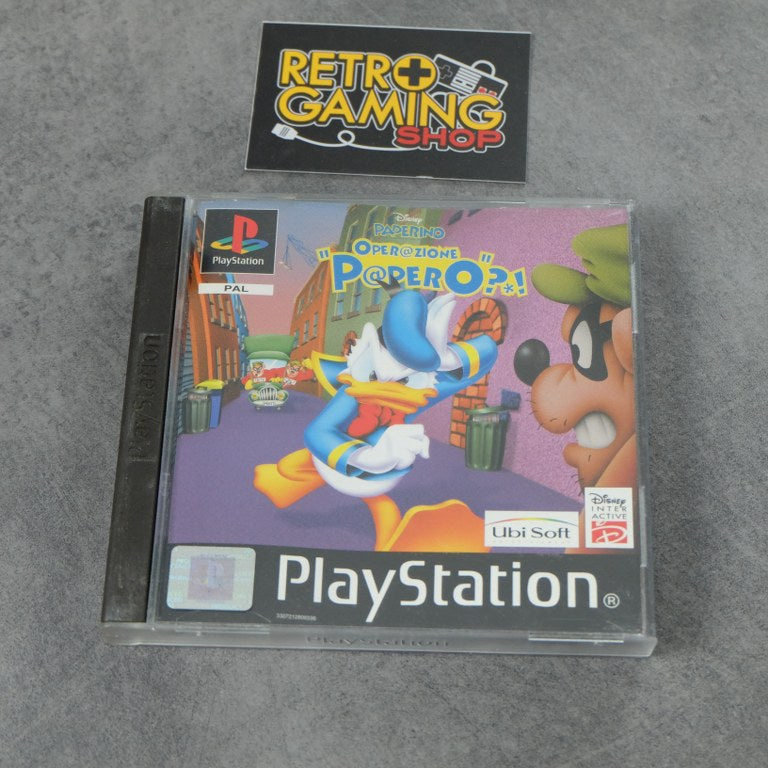 RETRO
GAMING
SHOP
PlayStation
PAL
Disney
PAPERINO
"OPER@ZIONE
P@PERO?*!"
Ubi Soft
Disney
INTER
ACTIVE
PlayStation®
PlayStation
PlayStation